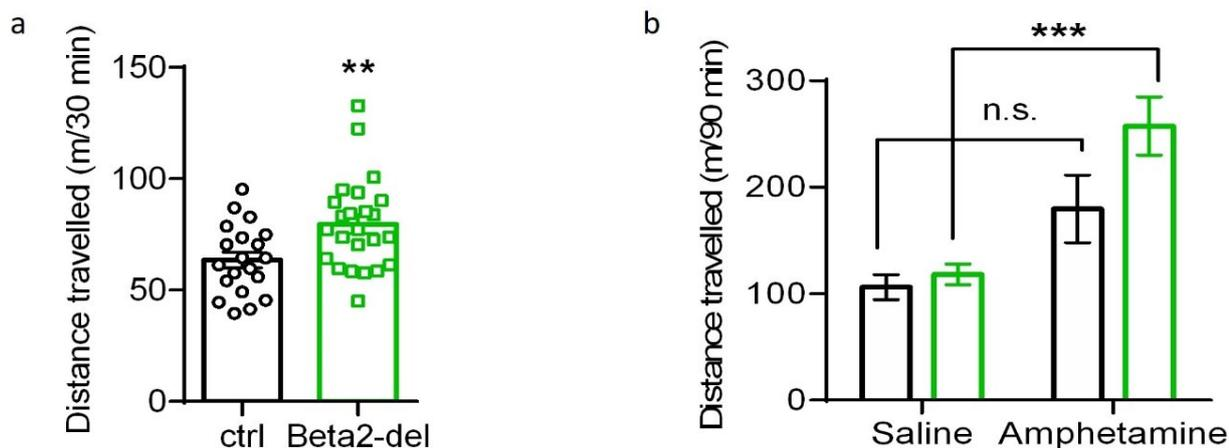 a
Distance travelled (m/30 min)
150
100
50
0
**
ctrl
Beta2-del
b
Distance travelled (m/90 min)
300
200
100
0
***
n.s.
Saline
Amphetamine